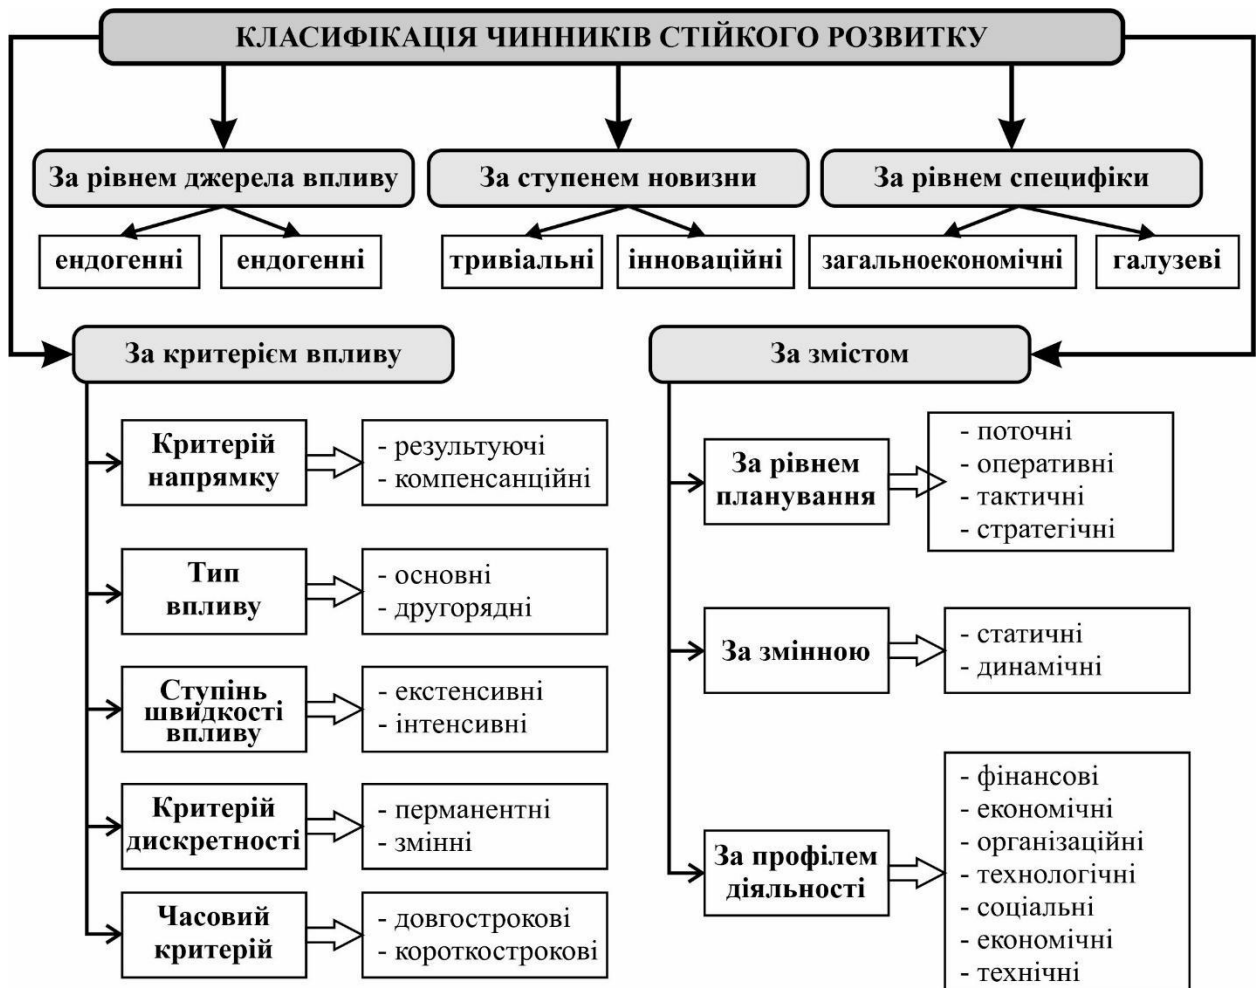 КЛАСИФІКАЦІЯ ЧИННИКІВ СТІЙКОГО РОЗВИТКУ
За рівнем джерела впливу
ендогенні
ендогенні
За ступенем новизни
тривіальні
інноваційні
За рівнем специфіки
загальноекономічні
галузеві
За критерієм впливу
Критерій
напрямку
- результуючі
- компенсанційні
Тип
впливу
- основні
- другорядні
Ступінь
швидкості
впливу
- екстенсивні
- інтенсивні
Критерій
дискретності
- перманентні
- змінні
Часовий
критерій
- довгострокові
- короткострокові
За змістом
За рівнем
планування
- поточні
- оперативні
- тактичні
- стратегічні
За змінною
- статичні
- динамічні
За профілем
діяльності
- фінансові
- економічні
- організаційні
- технологічні
- соціальні
- економічні
- технічні